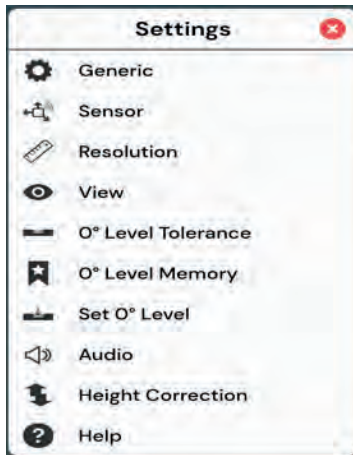 Settings
Generic
Sensor
Resolution
View
0° Level Tolerance
0° Level Memory
Set 0° Level
Audio
Height Correction
Help